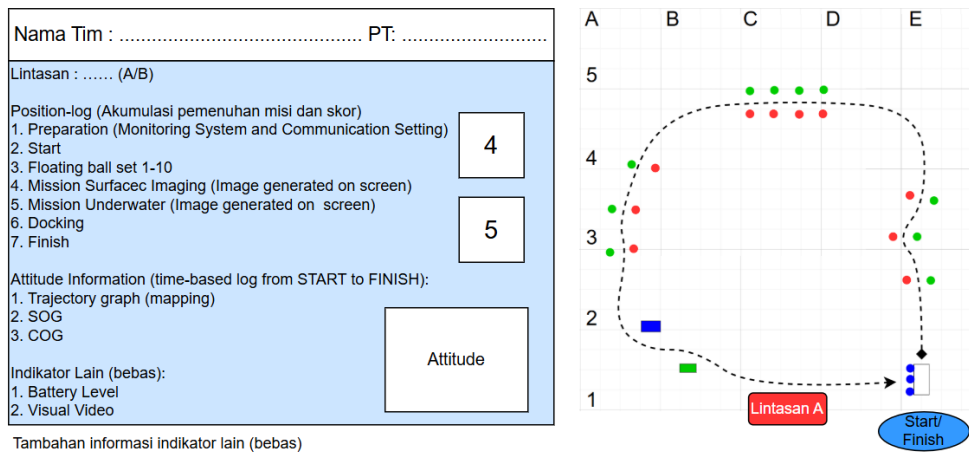 Nama Tim : ............................................. PT: ...........................
Lintasan : ...... (A/B)
Position-log (Akumulasi pemenuhan misi dan skor)
1. Preparation (Monitoring System and Communication Setting)
2. Start
3. Floating ball set 1-10
4. Mission Surfacec Imaging (Image generated on screen)
5. Mission Underwater (Image generated on  screen)
6. Docking
7. Finish
4
5
Attitude Information (time-based log from START to FINISH):
1. Trajectory graph (mapping)
2. SOG
3. COG
Attitude
Indikator Lain (bebas):
1. Battery Level
2. Visual Video
Tambahan informasi indikator lain (bebas)
A B C D E
5
4
3
2
1
Lintasan A
Start/
Finish